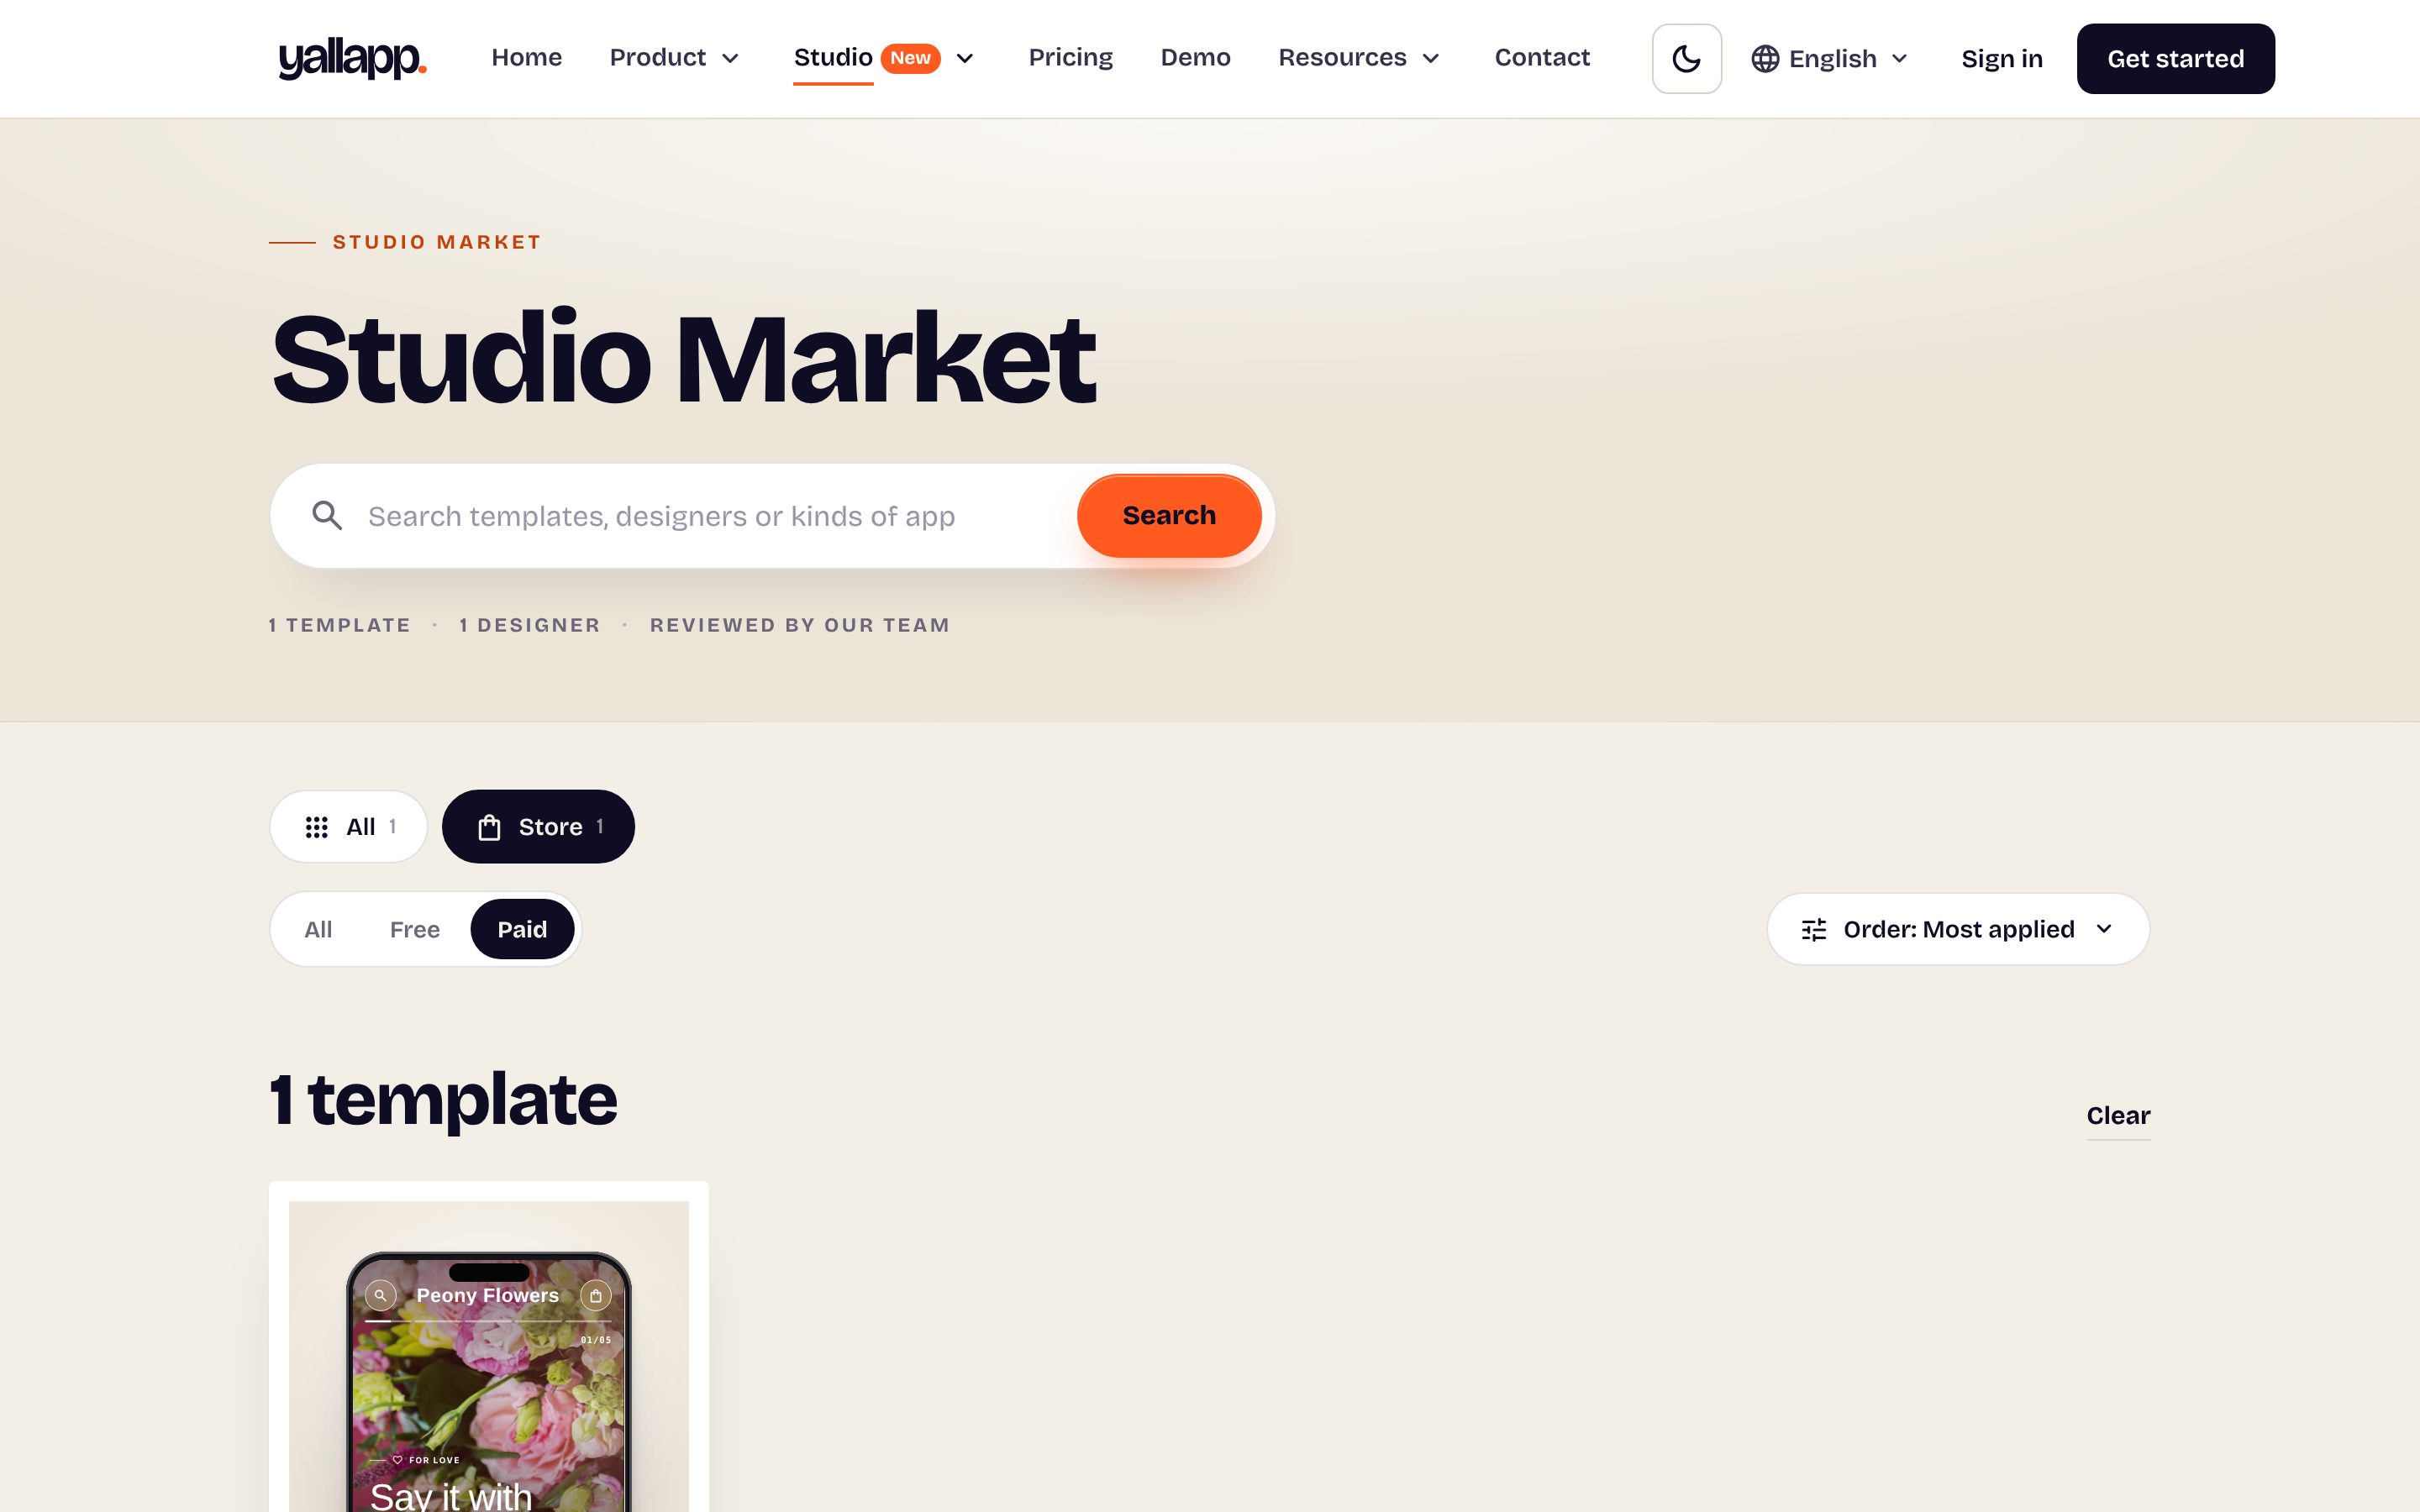 yallapp.
Home Product Studio New Pricing Demo Resources Contact English Sign in Get started
STUDIO MARKET
Studio Market
Search templates, designers or kinds of app Search
1 TEMPLATE · 1 DESIGNER · REVIEWED BY OUR TEAM
All 1 Store 1
All Free Paid Order: Most applied
1 template
Clear
Peony Flowers
01/05
FOR LOVE
Say it with